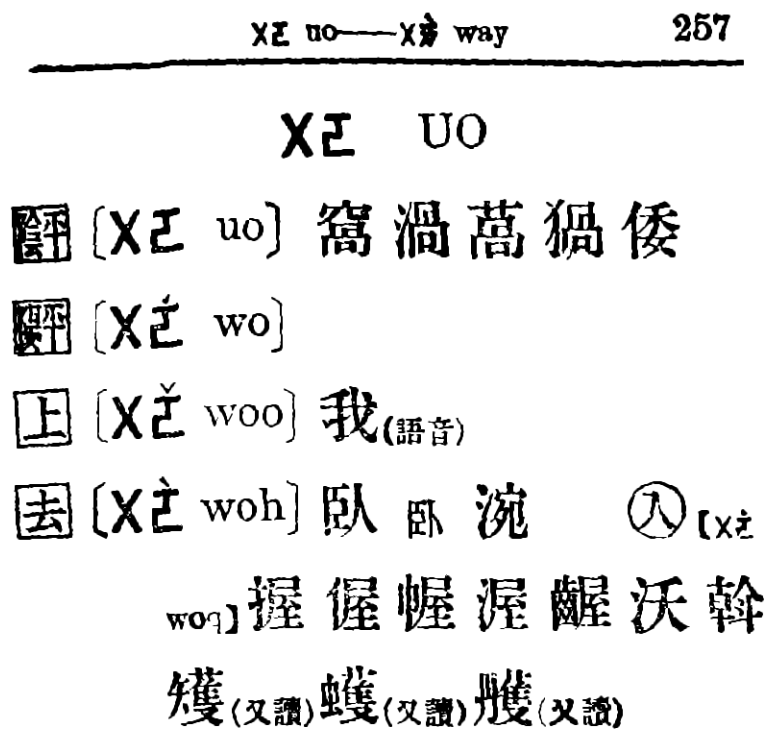 ㄨㄛ uo——ㄨㄞ way 257
ㄨㄛ UO
陰平 [ㄨㄛ uo] 窩渦萵猧倭
陽平 [ㄨㄛˊ wo]
上 [ㄨㄛˇ woo] 我(語音)
去 [ㄨㄛˋ woh] 臥卧涴 入【ㄨㄛ
woq】握偓幄渥齷沃斡
矱(又讀)蠖(又讀)臒(又讀)